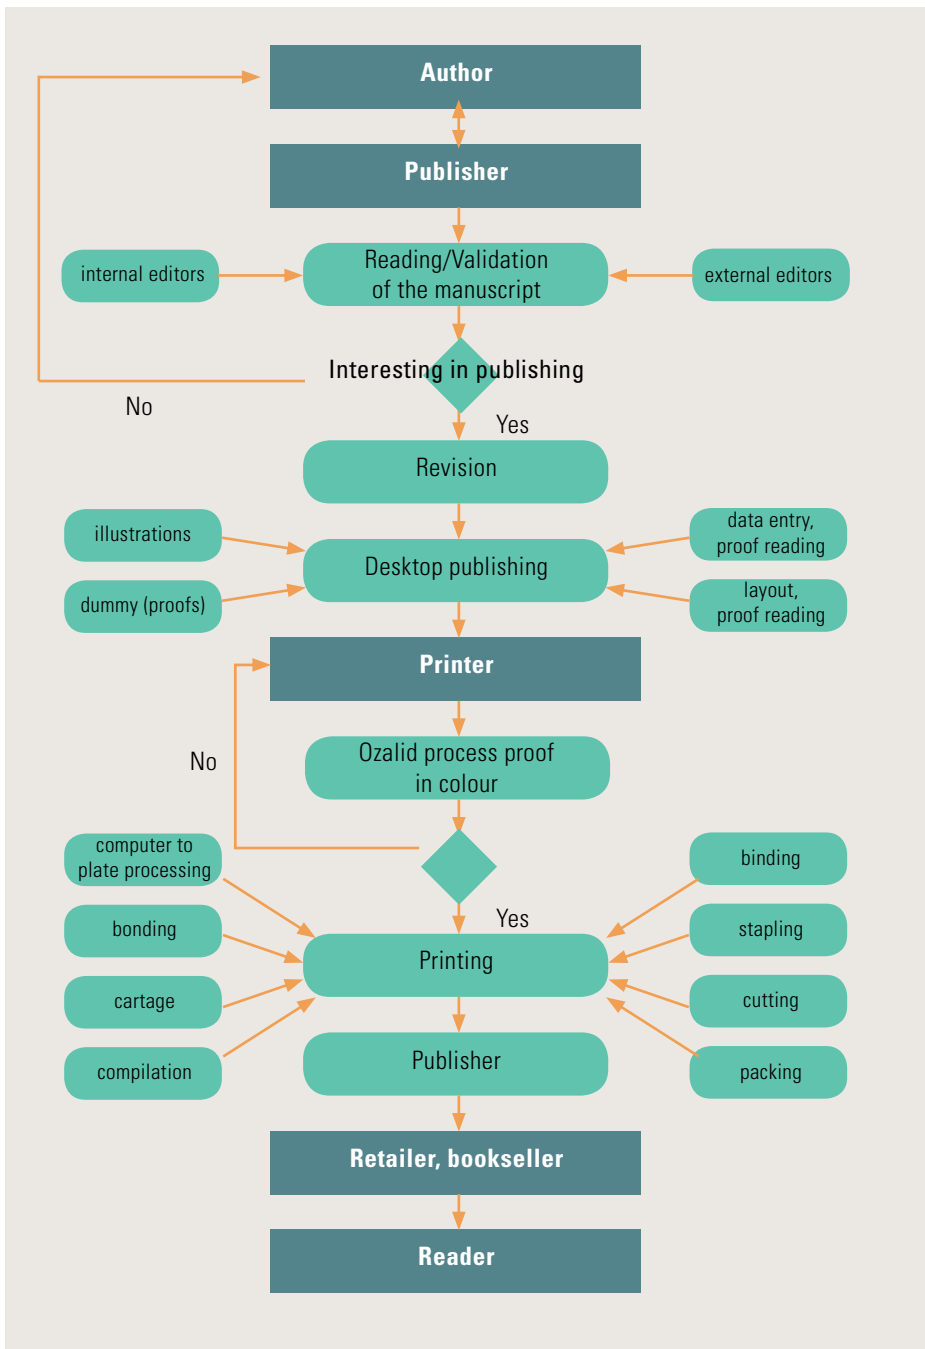 Author
Publisher
internal editors
Reading/Validation
of the manuscript
external editors
Interesting in publishing
No
Yes
Revision
illustrations
data entry,
proof reading
Desktop publishing
dummy (proofs)
layout,
proof reading
Printer
No
Ozalid process proof
in colour
computer to
plate processing
binding
Yes
bonding
stapling
Printing
cartage
cutting
compilation
Publisher
packing
Retailer, bookseller
Reader